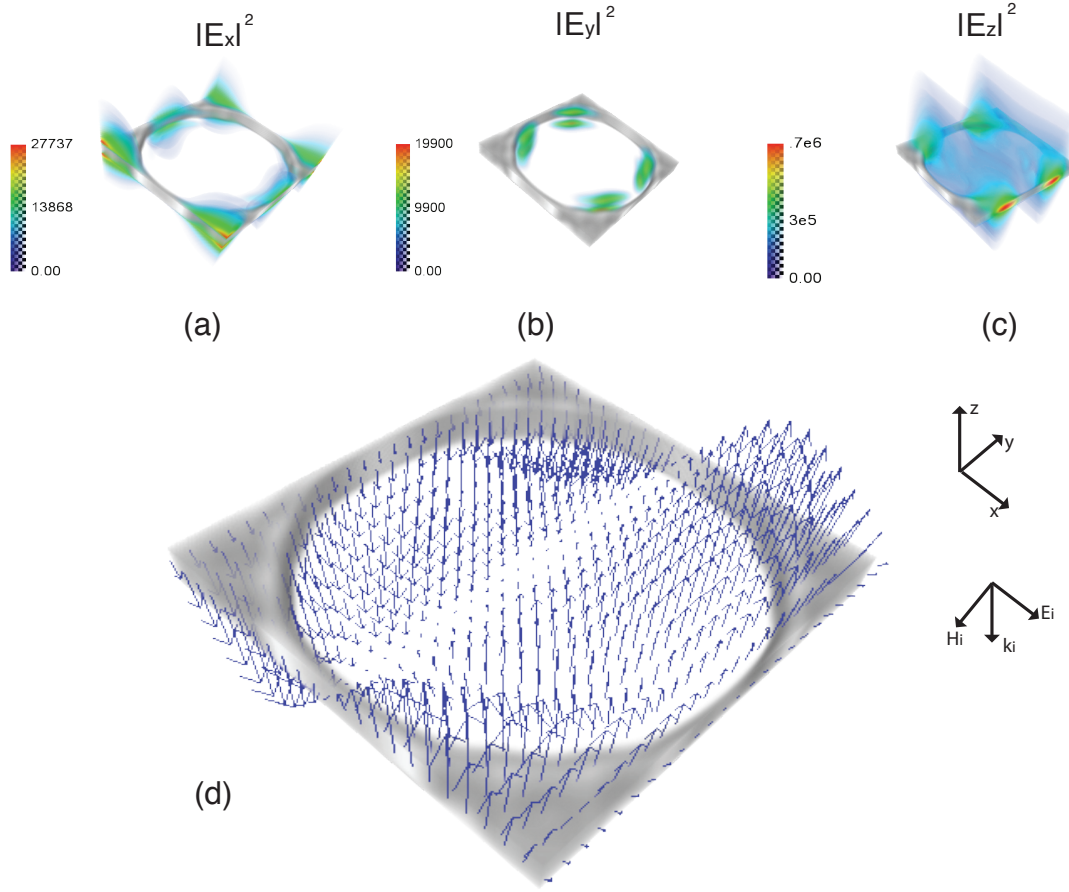 |Ex|²
|Ey|²
|Ez|²
27737
13868
0.00
19900
9900
0.00
.7e6
3e5
0.00
(a)
(b)
(c)
z
y
x
Ei
Hi
ki
(d)